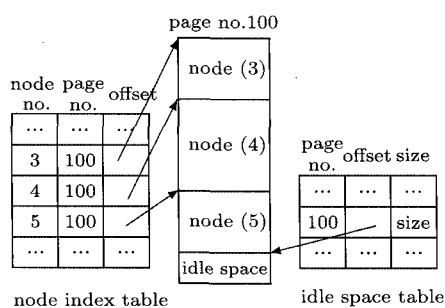 page no.100
node (3)
node (4)
node (5)
idle space
node no.
page no.
offset
... ... ...
3 100
4 100
5 100
... ... ...
node index table
page no.
offset size
... ... ...
100 size
... ... ...
idle space table